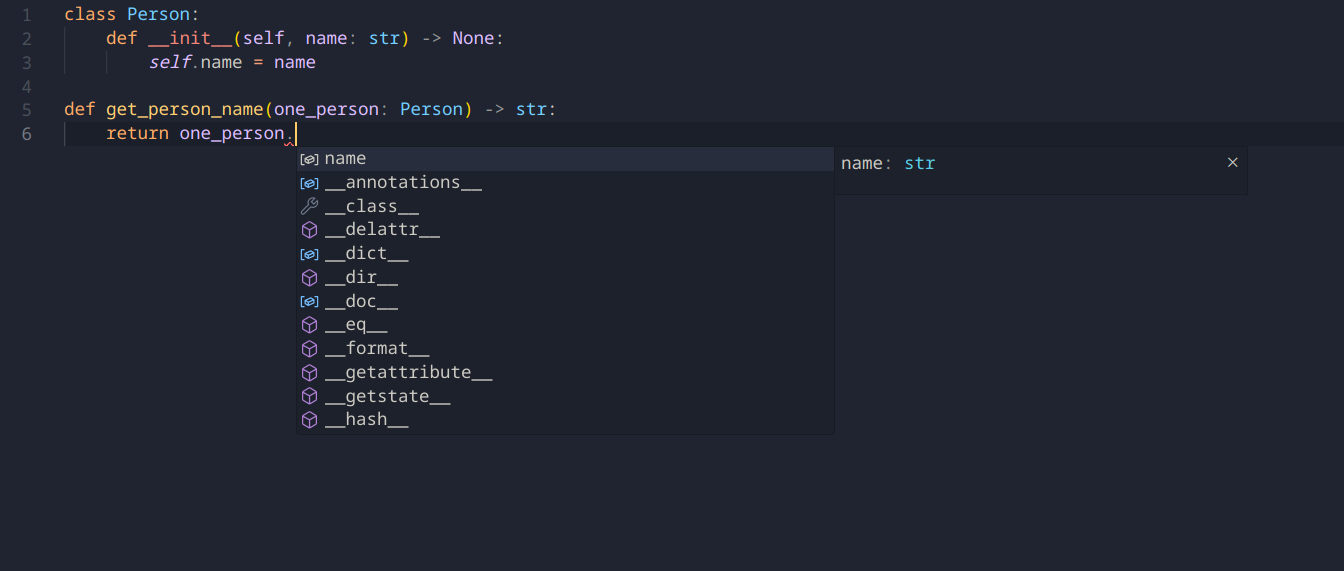 1 class Person:
2     def __init__(self, name: str) -> None:
3         self.name = name
4
5 def get_person_name(one_person: Person) -> str:
6     return one_person.
name
name: str ×
__annotations__
__class__
__delattr__
__dict__
__dir__
__doc__
__eq__
__format__
__getattribute__
__getstate__
__hash__